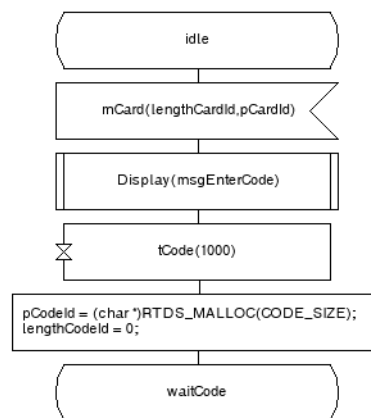 idle
mCard(lengthCardId,pCardId)
Display(msgEnterCode)
tCode(1000)
pCodeId = (char *)RTDS_MALLOC(CODE_SIZE);
lengthCodeId = 0;
waitCode